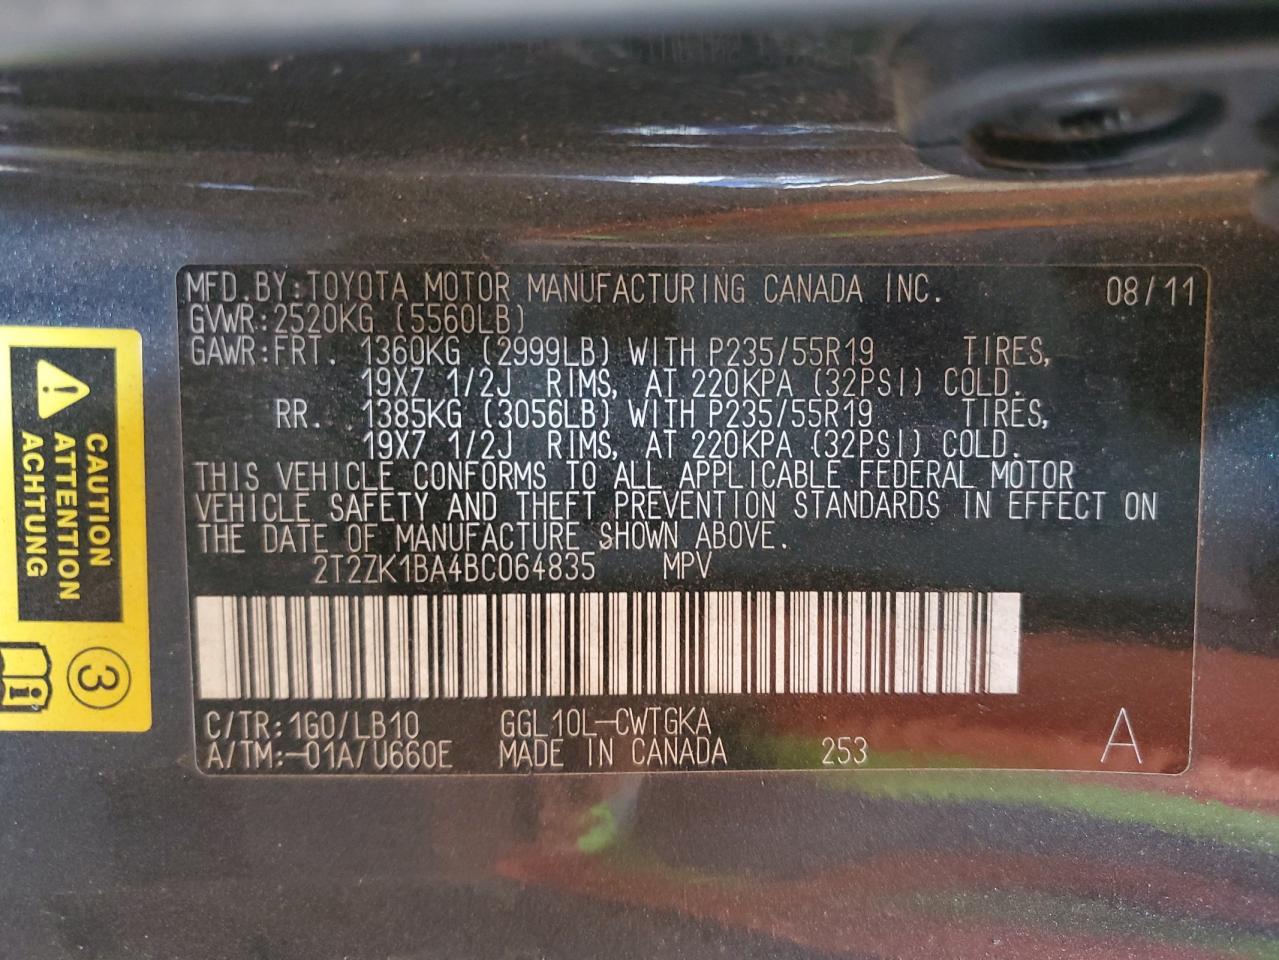 MFD.BY:TOYOTA MOTOR MANUFACTURING CANADA INC. 08/11
GVWR:2520KG (5560LB)
GAWR:FRT. 1360KG (2999LB) WITH P235/55R19 TIRES,
19X7 1/2J RIMS, AT 220KPA (32PSI) COLD.
RR. 1385KG (3056LB) WITH P235/55R19 TIRES,
19X7 1/2J RIMS, AT 220KPA (32PSI) COLD.
THIS VEHICLE CONFORMS TO ALL APPLICABLE FEDERAL MOTOR
VEHICLE SAFETY AND THEFT PREVENTION STANDARDS IN EFFECT ON
THE DATE OF MANUFACTURE SHOWN ABOVE.
2T2ZK1BA4BC064835 MPV
C/TR:1G0/LB10 GGL10L-CWTGKA
A/TM:-01A/U660E MADE IN CANADA 253 A
CAUTION
ATTENTION
ACHTUNG
3